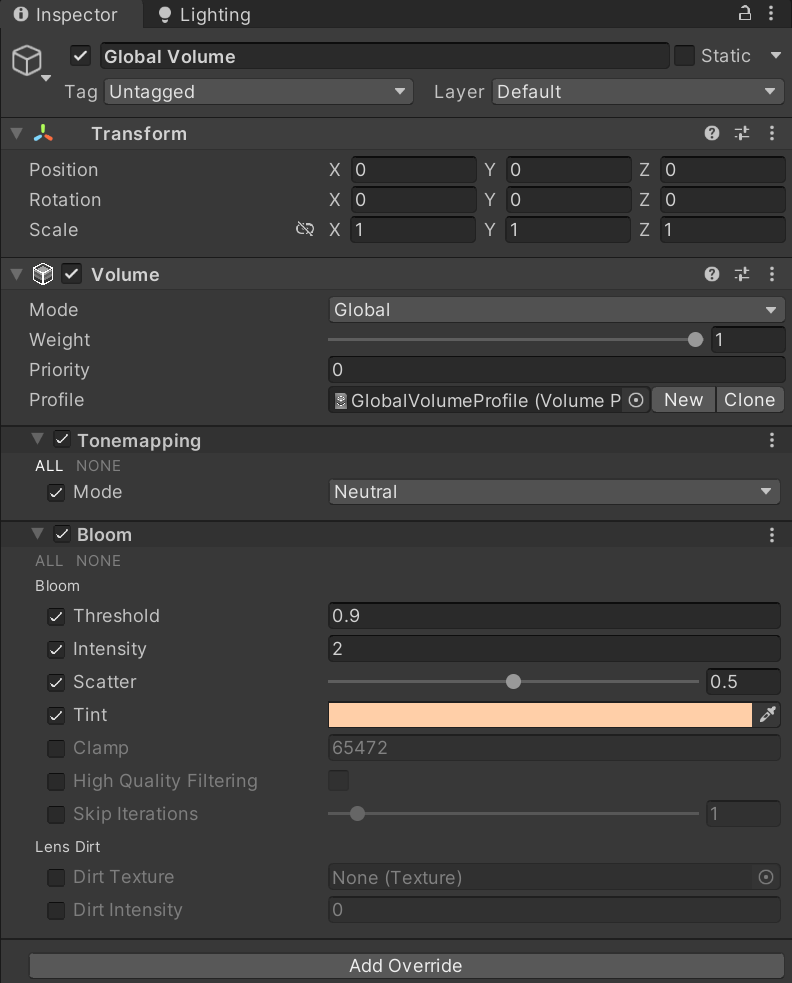 Inspector Lighting
Global Volume Static
Tag Untagged Layer Default
Transform
Position X 0 Y 0 Z 0
Rotation X 0 Y 0 Z 0
Scale X 1 Y 1 Z 1
Volume
Mode Global
Weight 1
Priority 0
Profile GlobalVolumeProfile (Volume P New Clone
Tonemapping
ALL NONE
Mode Neutral
Bloom
ALL NONE
Bloom
Threshold 0.9
Intensity 2
Scatter 0.5
Tint
Clamp 65472
High Quality Filtering
Skip Iterations 1
Lens Dirt
Dirt Texture None (Texture)
Dirt Intensity 0
Add Override